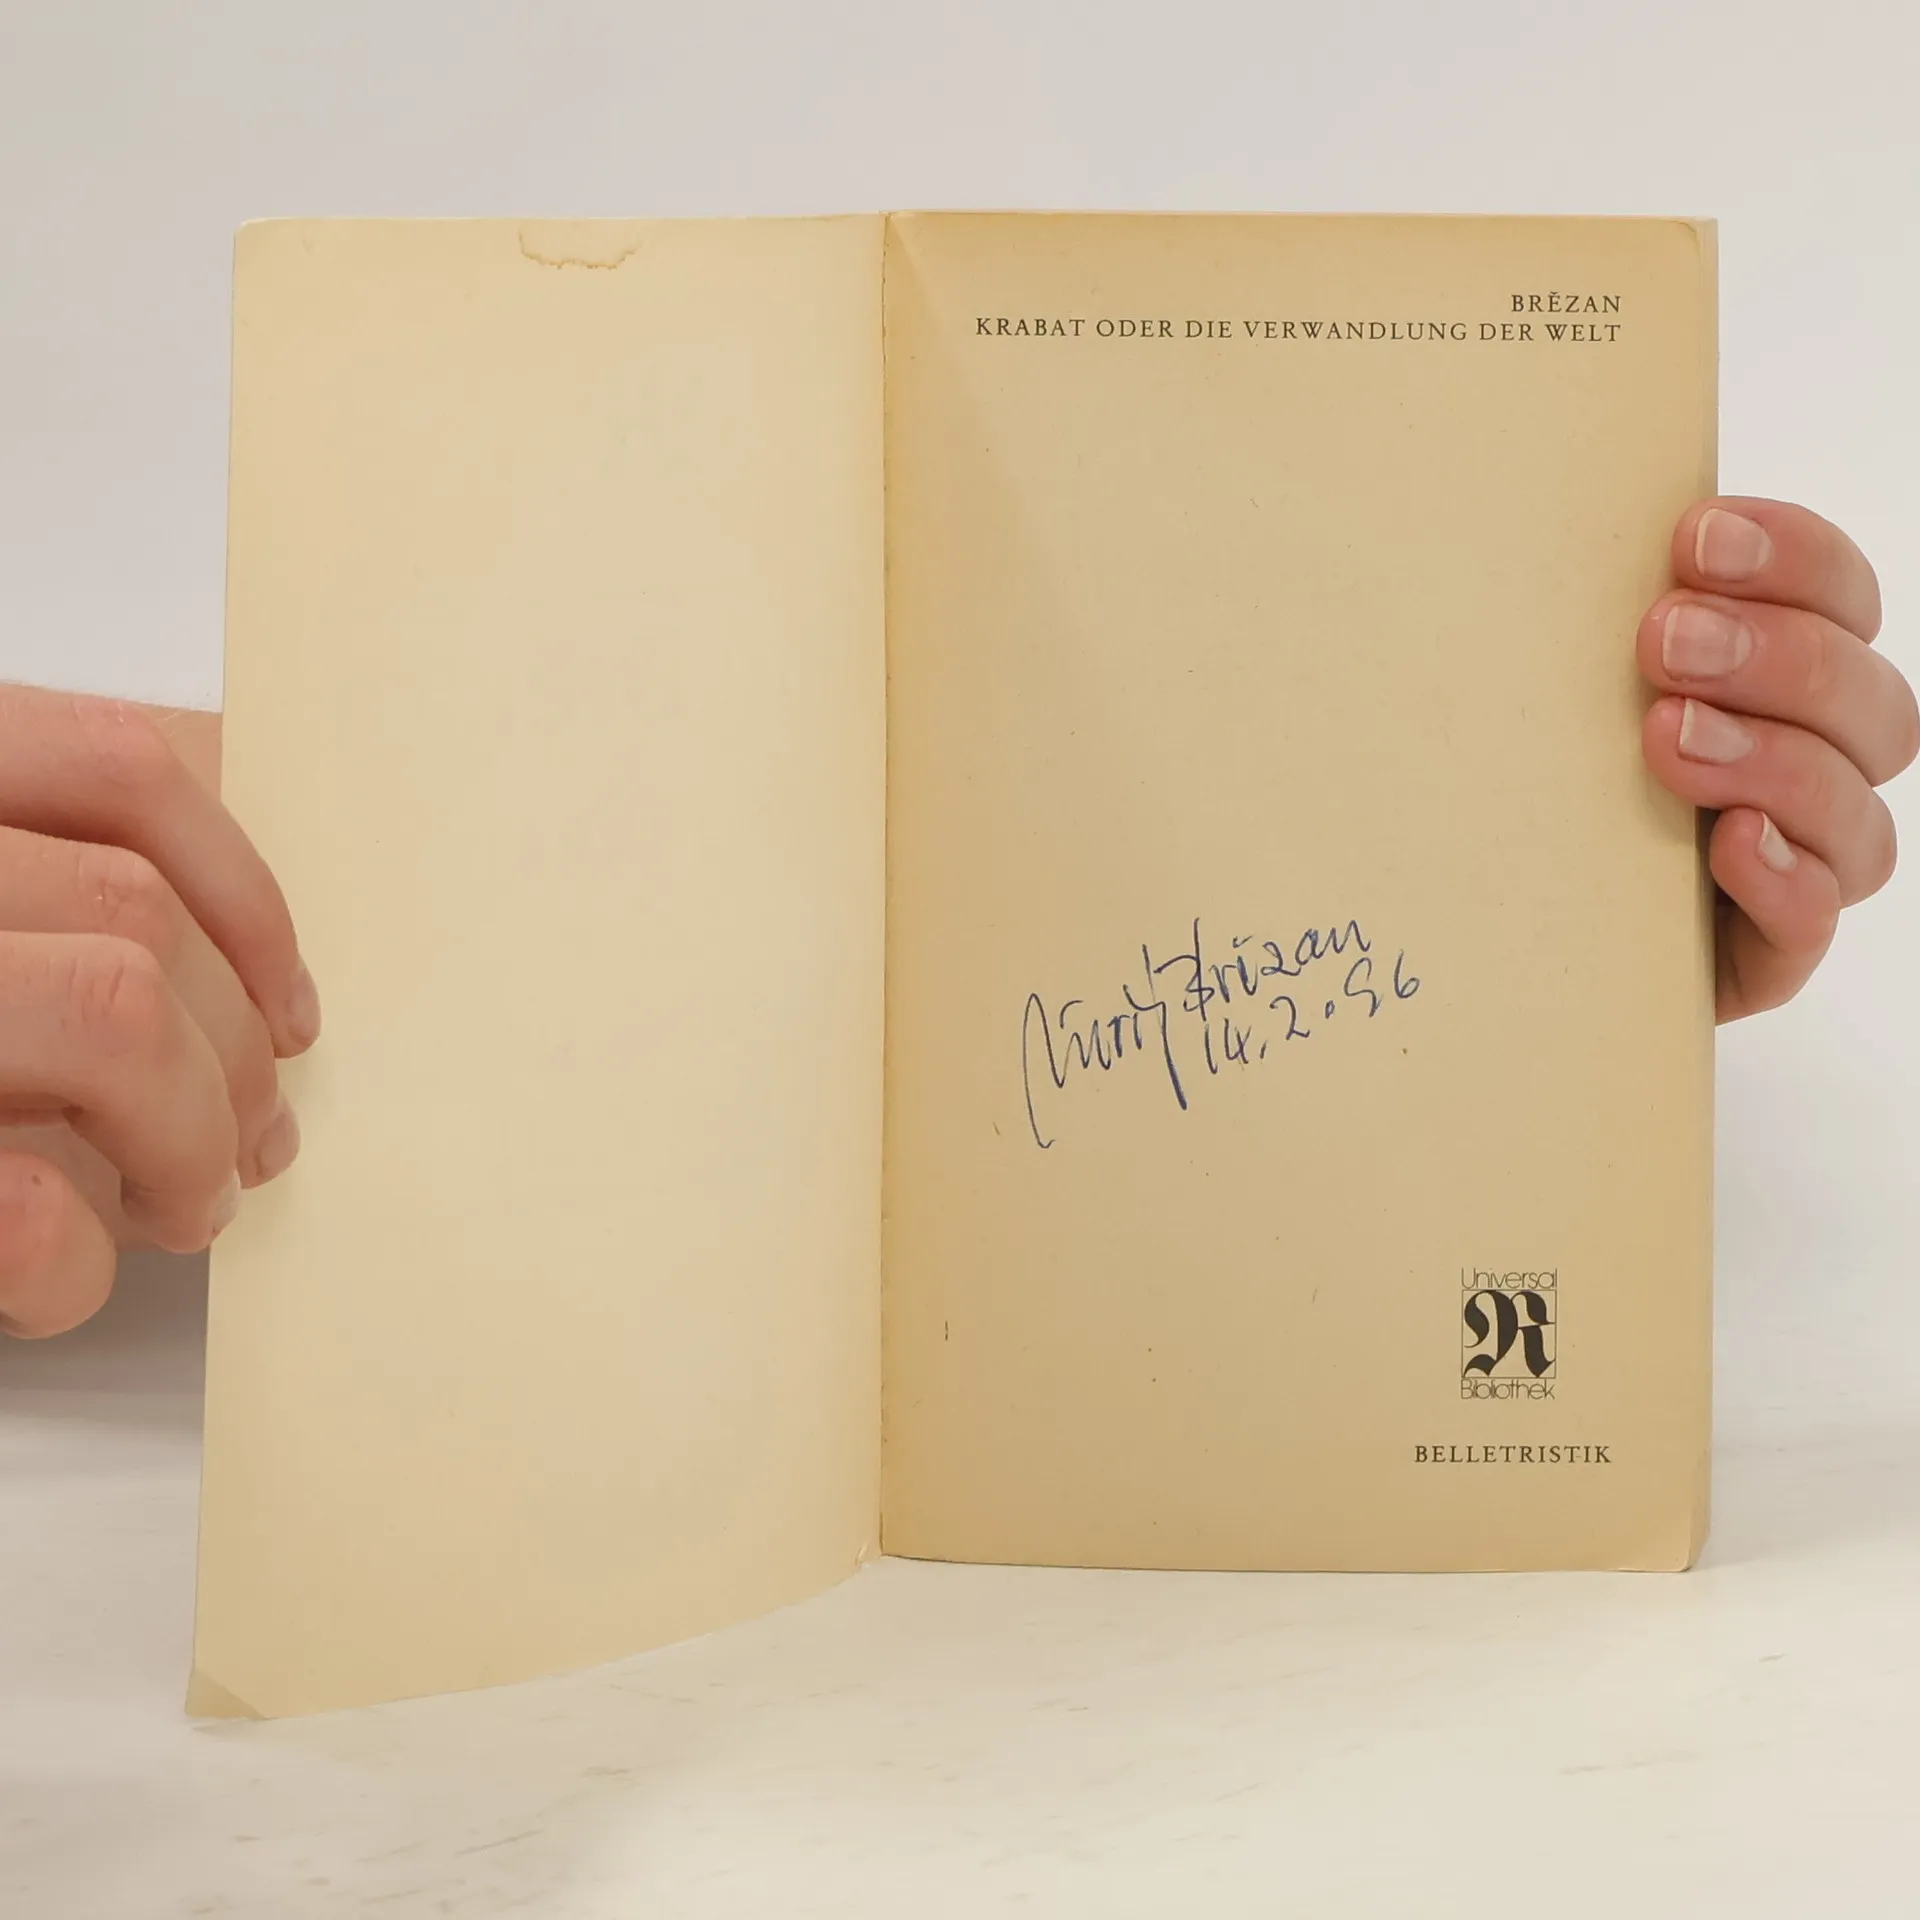 BRĚZAN
KRABAT ODER DIE VERWANDLUNG DER WELT
Jurij Brězan
14.2.96
Universal
R
Bibliothek
BELLETRISTIK